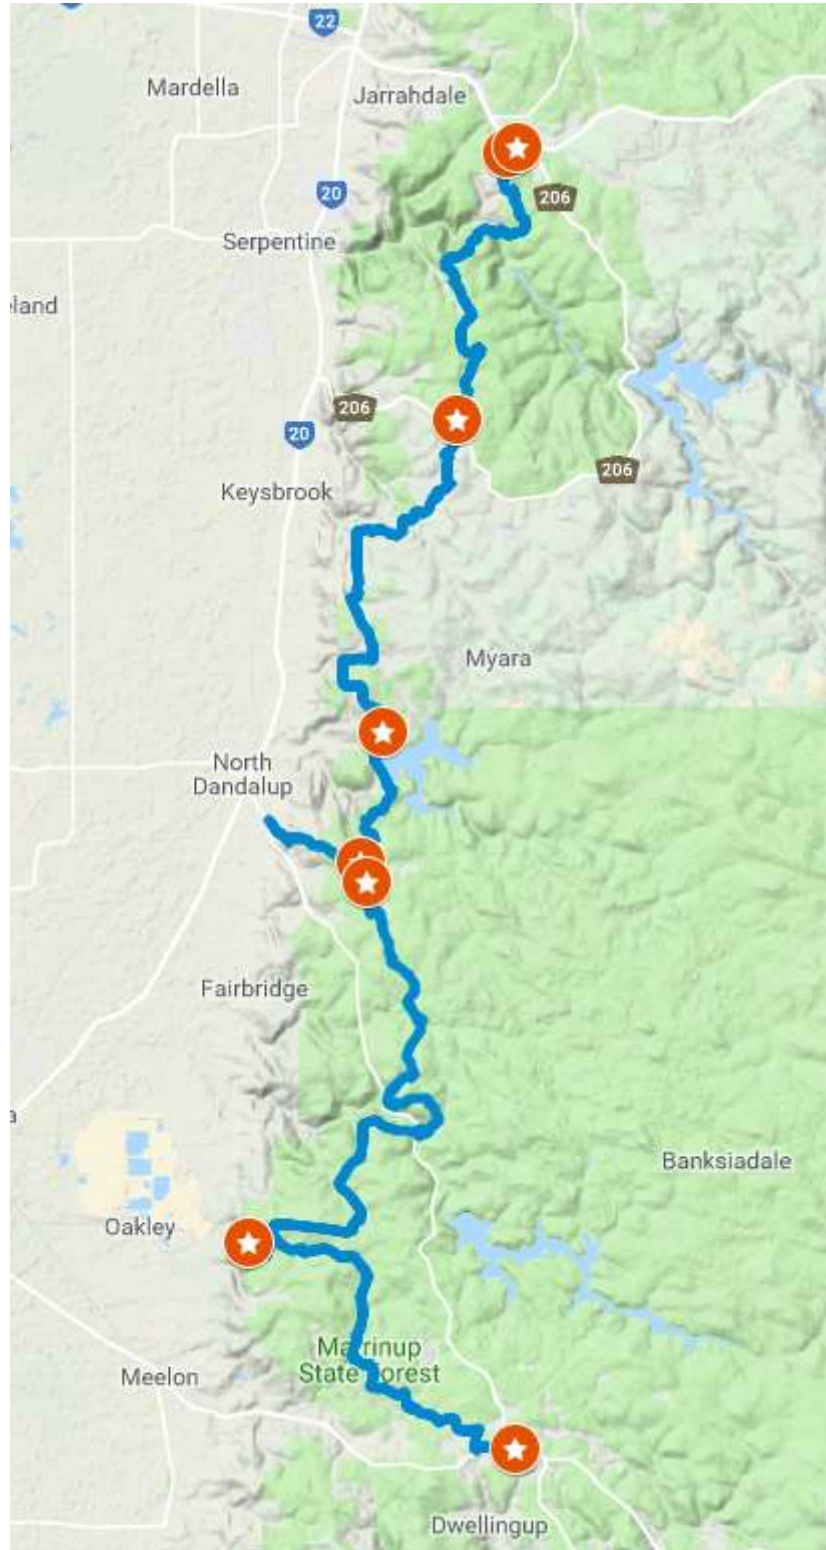 22
Mardella
Jarrahdale
20
206
Serpentine
eland
206
20
206
Keysbrook
Myara
North
Dandalup
Fairbridge
a
Banksiadale
Oakley
Marrinup
State Forest
Meelon
Dwellingup